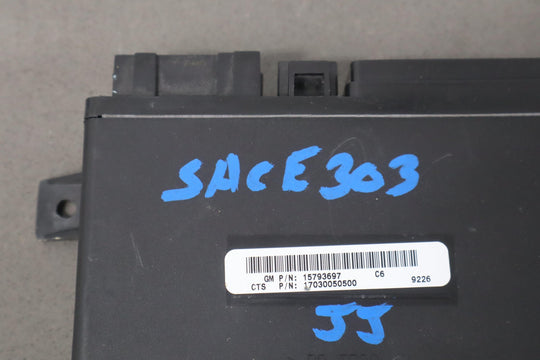 SACE303
GM P/N: 15793697 C6
CTS P/N: 17030050500 9226
JJ